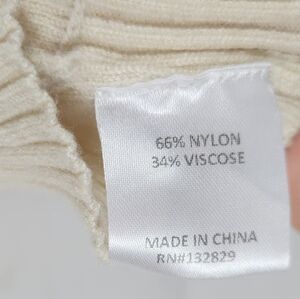 66% NYLON
34% VISCOSE
MADE IN CHINA
RN#132829